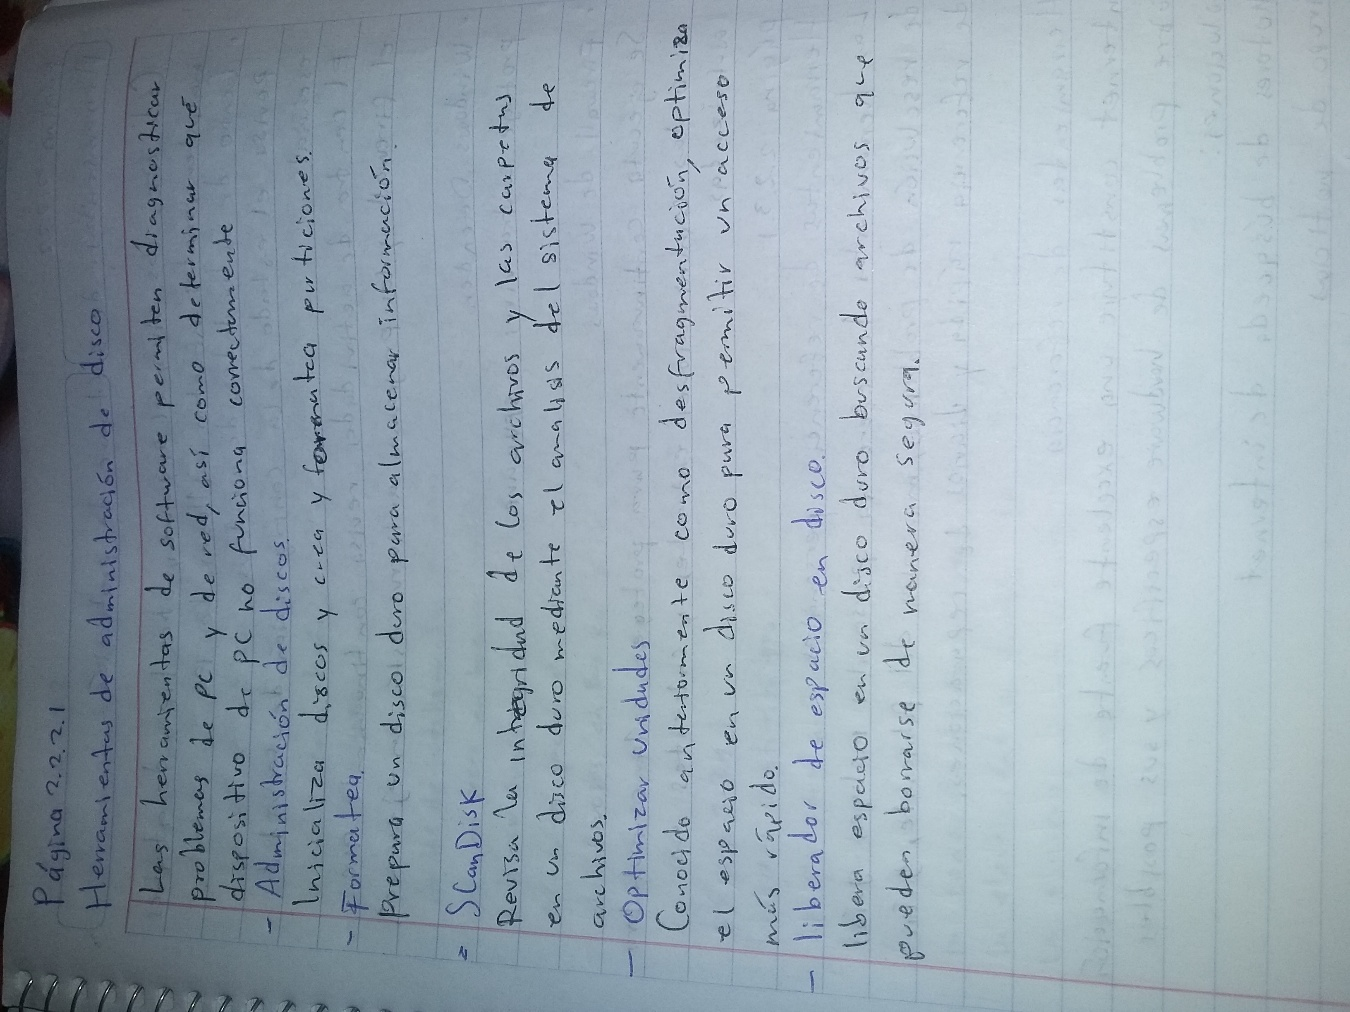 Página 2.2.2.1
Herramientas de administración de disco
Las herramientas de software permiten diagnosticar
problemas de PC y de red, así como determinar qué
dispositivo de PC no funciona correctamente
- Administración de discos.
Inicializa discos y crea y formatea particiones.
- Formatea.
Prepara un disco duro para almacenar información.
- ScanDisk
Revisa la integridad de los archivos y las carpetas
en un disco duro mediante el analisis del sistema de
archivos.
- Optimizar unidades
Conocido anteriormente como desfragmentación, optimiza
el espacio en un disco duro para permitir un acceso
más rápido.
- liberador de espacio en disco.
libera espacio en un disco duro buscando archivos que
pueden borrarse de manera segura.